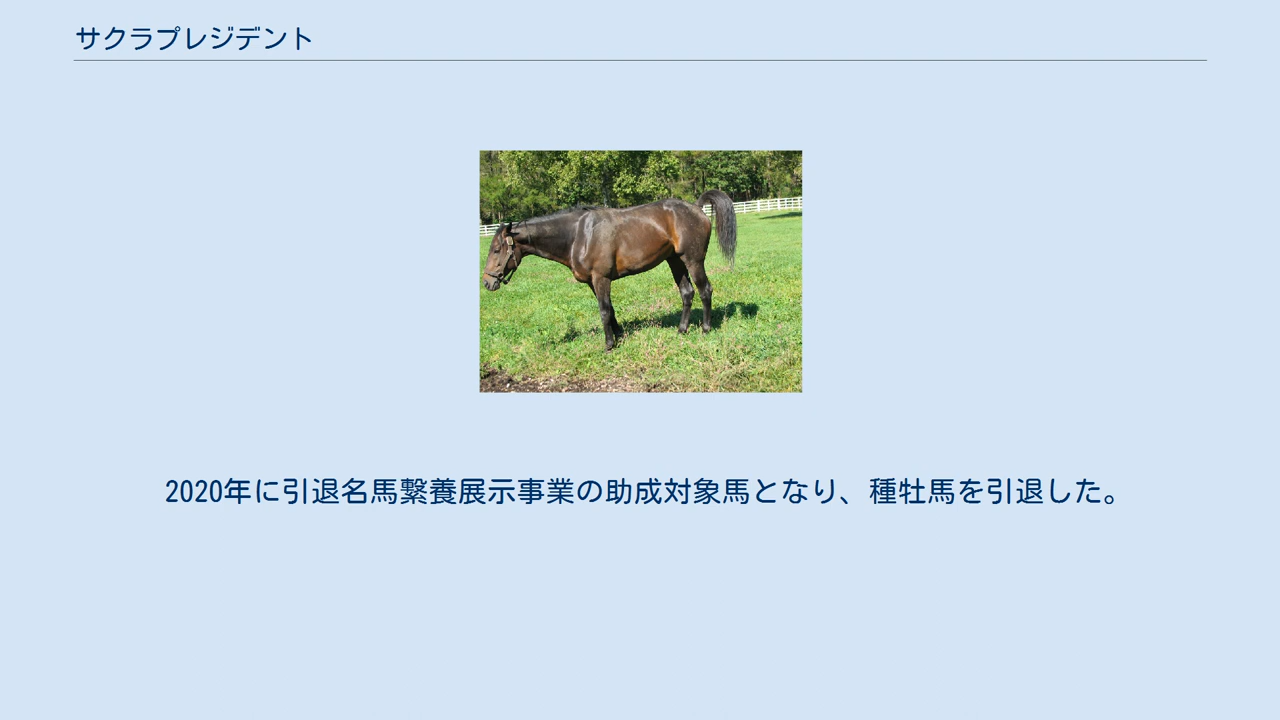 サクラプレジデント
2020年に引退名馬繋養展示事業の助成対象馬となり、種牡馬を引退した。